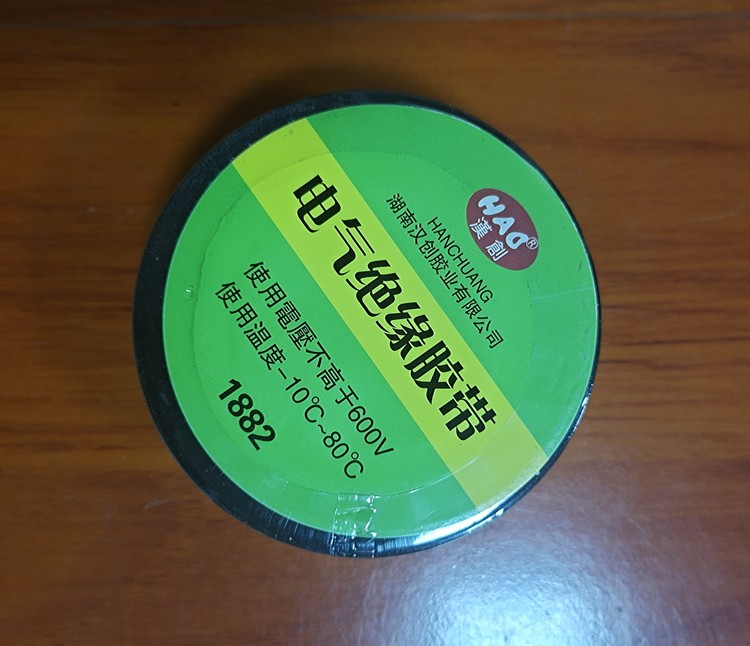 HAD®
漢創
HANCHUANG
湖南汉创胶业有限公司
电气绝缘胶带
使用電壓不高于600V
使用温度-10℃~80℃
1882